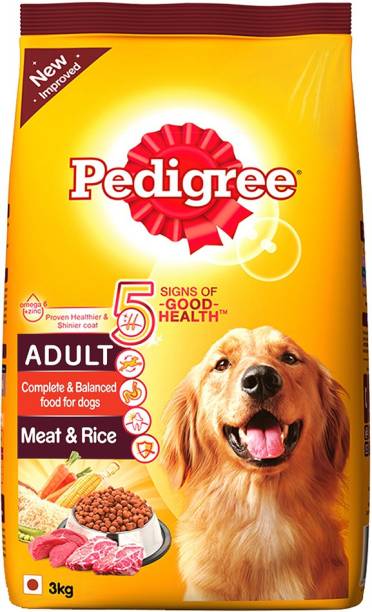 New
Improved
Pedigree®
omega 6
+zinc
Proven Healthier &
Shinier coat
5 SIGNS OF
-GOOD-
HEALTH™
ADULT
Complete & Balanced
food for dogs
Meat & Rice
3kg